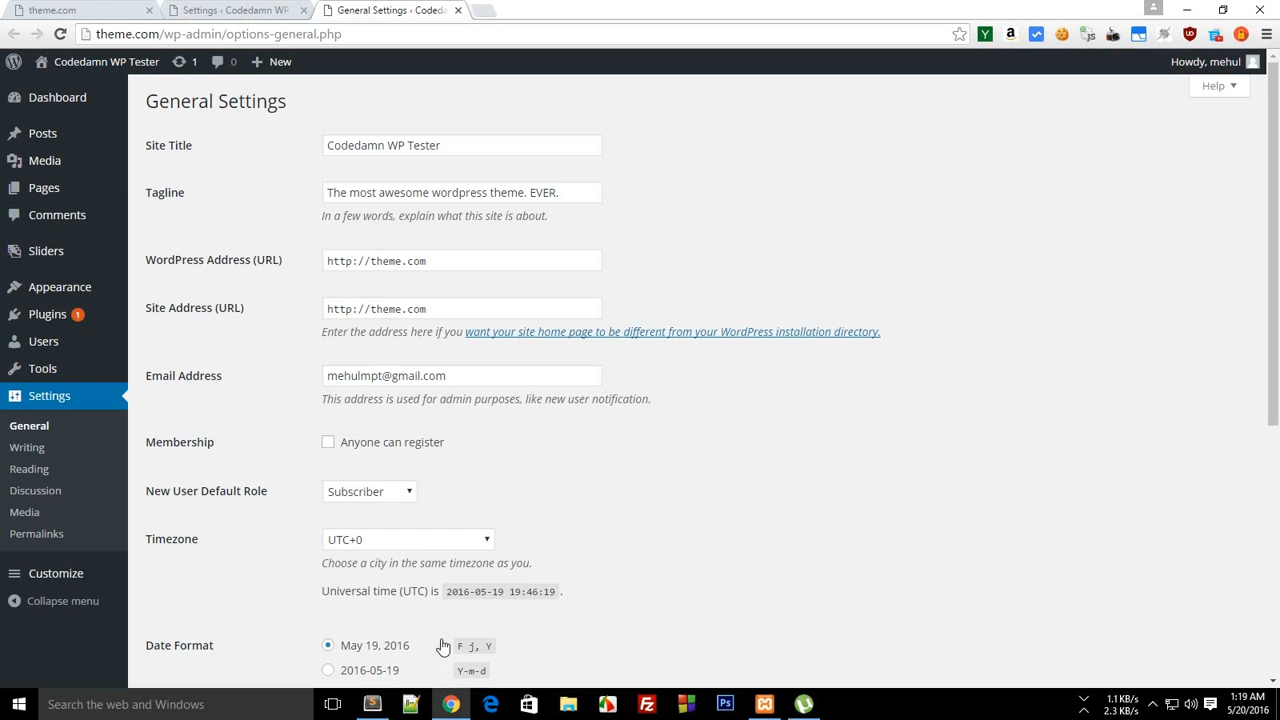 theme.com
Settings ‹ Codedamn WP
General Settings ‹ Codeda
theme.com/wp-admin/options-general.php
Codedamn WP Tester 1 0 New
Howdy, mehul
Help
Dashboard
Posts
Media
Pages
Comments
Sliders
Appearance
Plugins 1
Users
Tools
Settings
General
Writing
Reading
Discussion
Media
Permalinks
Customize
Collapse menu
General Settings
Site Title Codedamn WP Tester
Tagline The most awesome wordpress theme. EVER.
In a few words, explain what this site is about.
WordPress Address (URL) http://theme.com
Site Address (URL) http://theme.com
Enter the address here if you want your site home page to be different from your WordPress installation directory.
Email Address mehulmpt@gmail.com
This address is used for admin purposes, like new user notification.
Membership Anyone can register
New User Default Role Subscriber
Timezone UTC+0
Choose a city in the same timezone as you.
Universal time (UTC) is 2016-05-19 19:46:19 .
Date Format May 19, 2016 F j, Y
2016-05-19 Y-m-d
Search the web and Windows
1.1 KB/s
2.3 KB/s
1:19 AM
5/20/2016